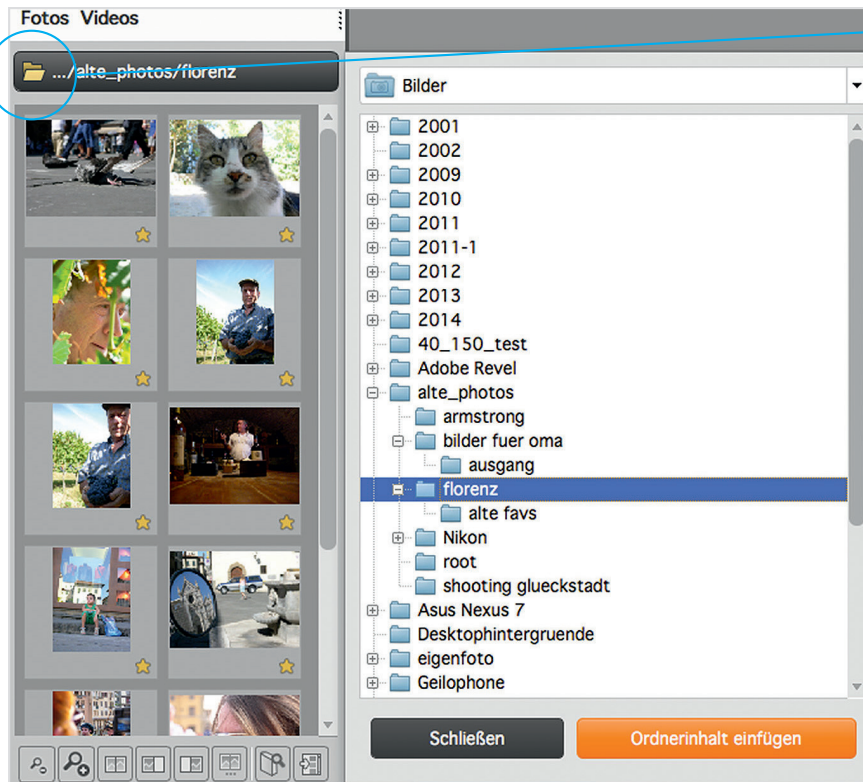 Fotos Videos
.../alte_photos/florenz
Bilder
2001
2002
2009
2010
2011
2011-1
2012
2013
2014
40_150_test
Adobe Revel
alte_photos
armstrong
bilder fuer oma
ausgang
florenz
alte favs
Nikon
root
shooting glueckstadt
Asus Nexus 7
Desktophintergruende
eigenfoto
Geilophone
Schließen
Ordnerinhalt einfügen